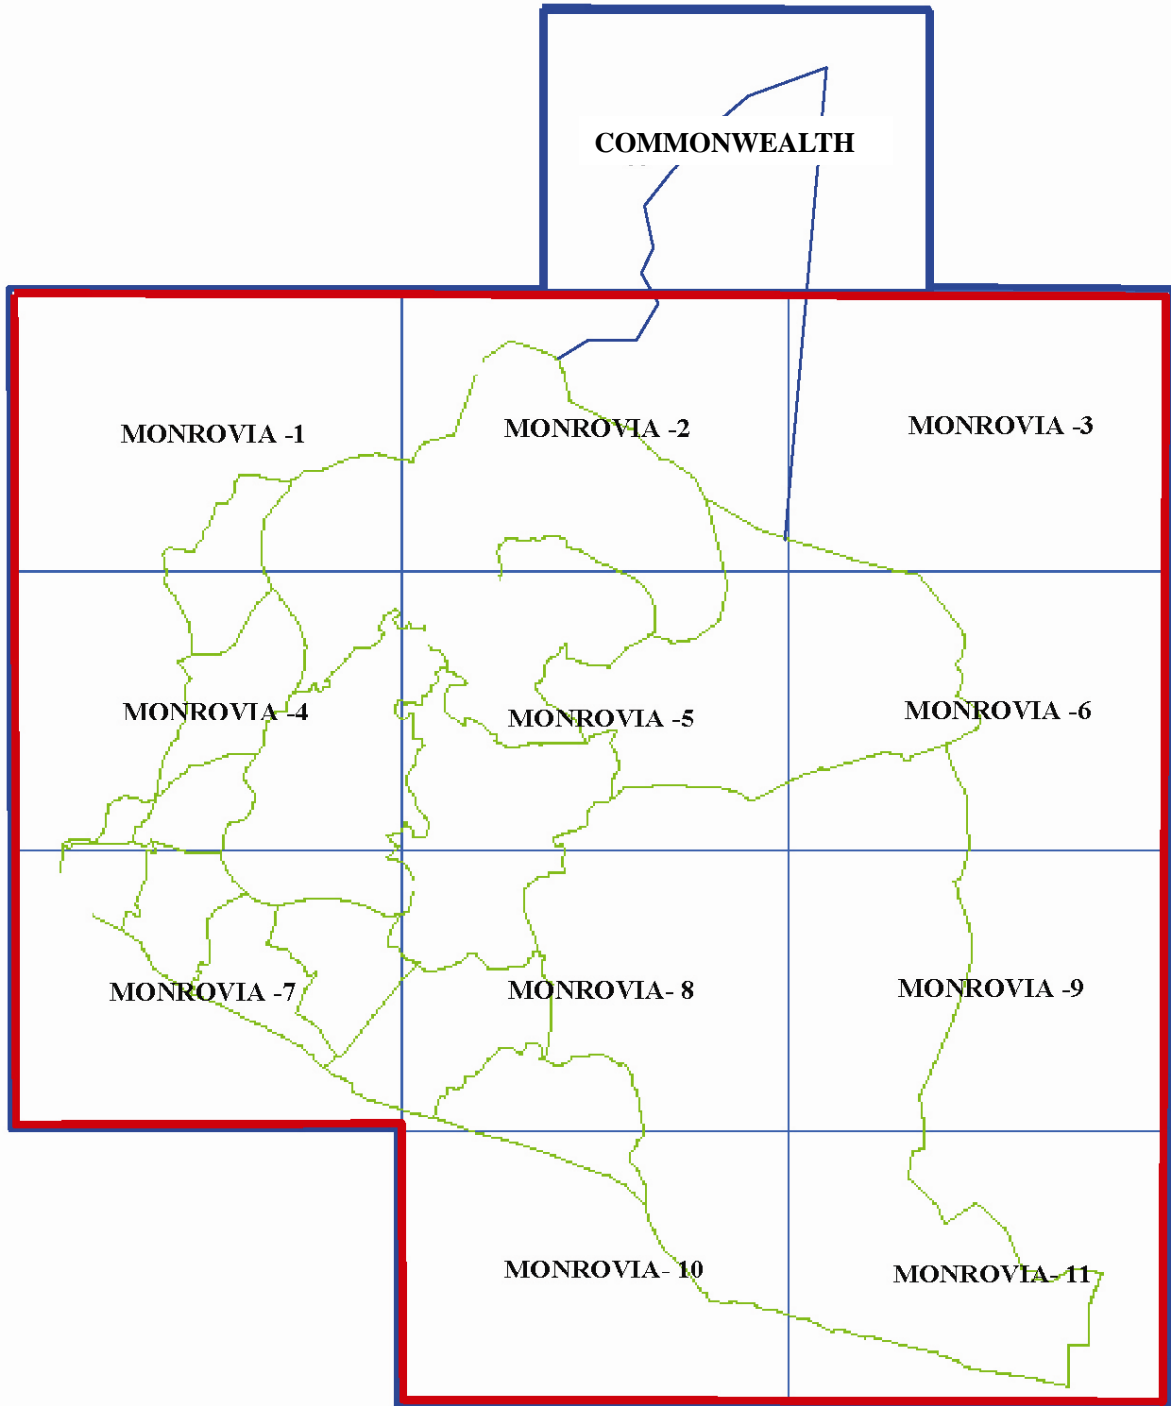 COMMONWEALTH
MONROVIA -1
MONROVIA -2
MONROVIA -3
MONROVIA -4
MONROVIA -5
MONROVIA -6
MONROVIA -7
MONROVIA- 8
MONROVIA -9
MONROVIA- 10
MONROVIA- 11